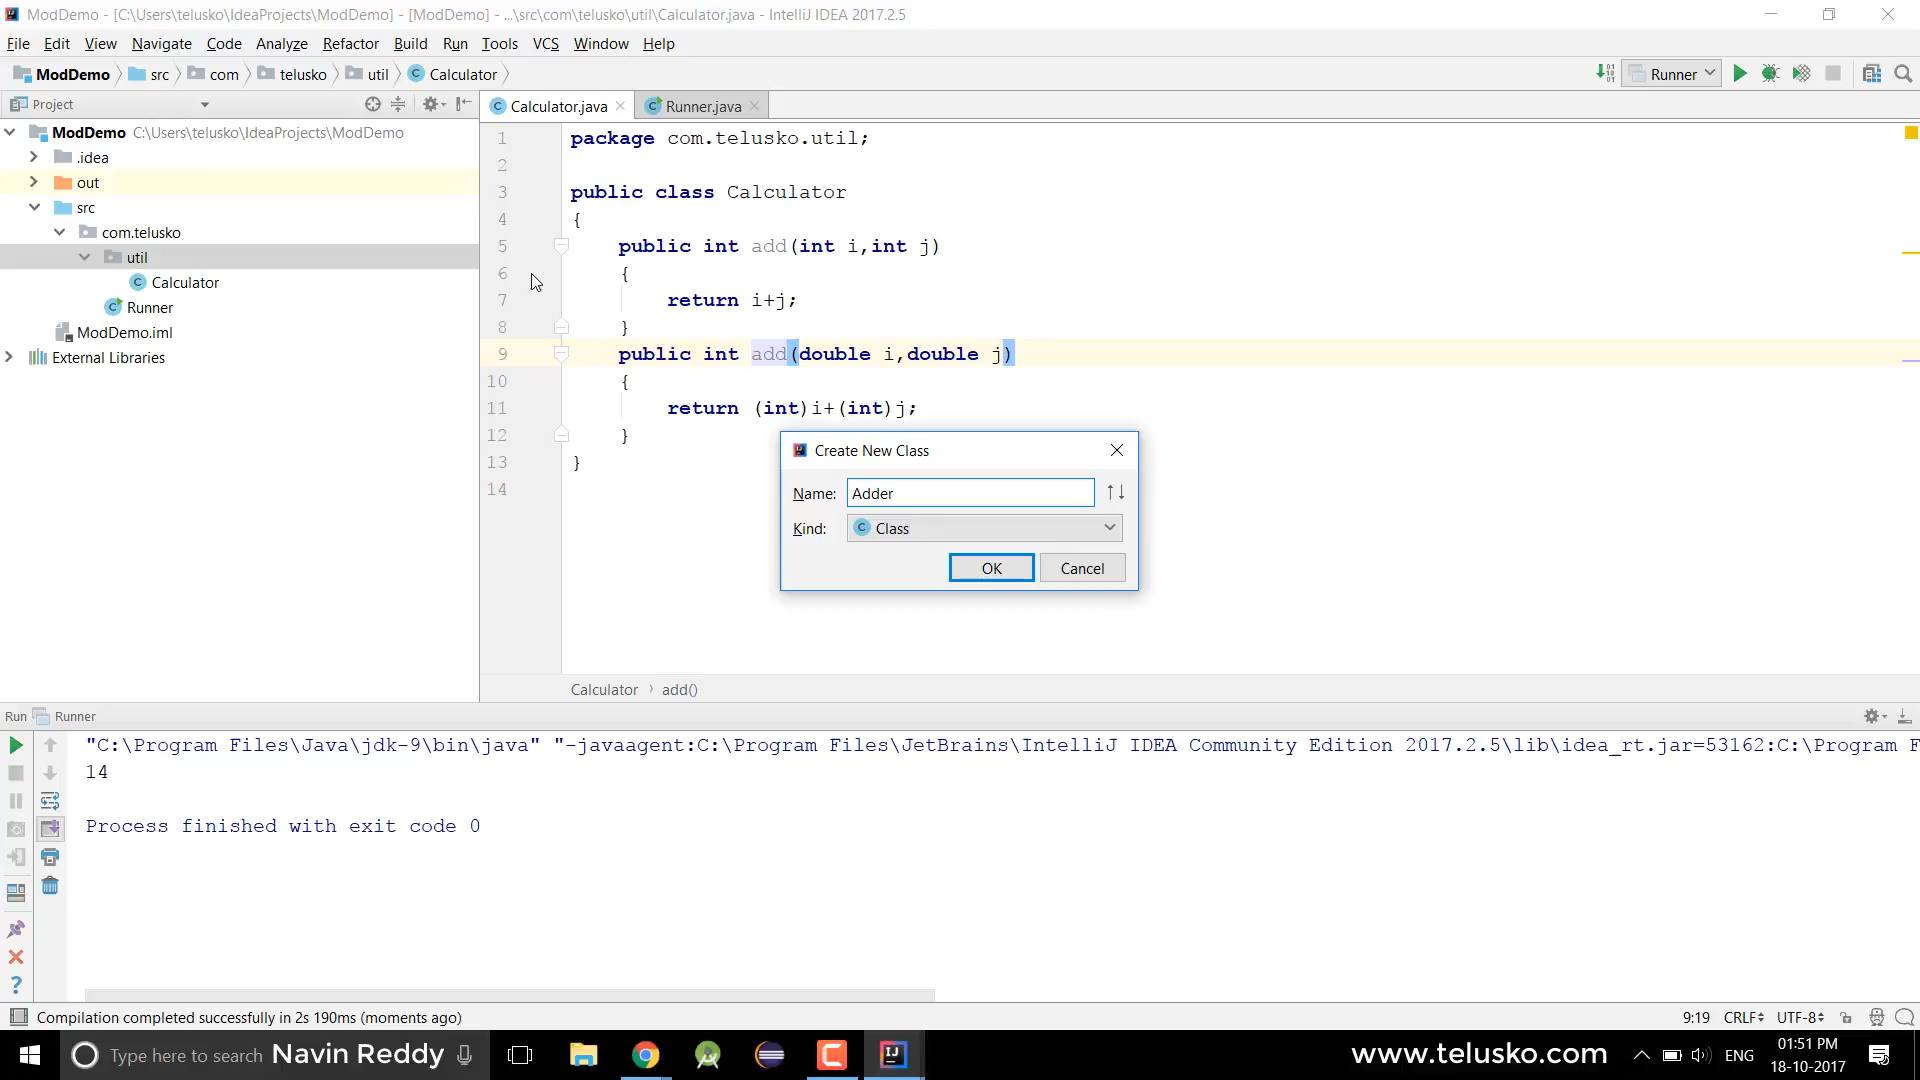 ModDemo - [C:\Users\telusko\IdeaProjects\ModDemo] - [ModDemo] - ...\src\com\telusko\util\Calculator.java - IntelliJ IDEA 2017.2.5
File Edit View Navigate Code Analyze Refactor Build Run Tools VCS Window Help
ModDemo src com telusko util Calculator Runner
Project
Calculator.java Runner.java
ModDemo C:\Users\telusko\IdeaProjects\ModDemo
.idea
out
src
com.telusko
util
Calculator
Runner
ModDemo.iml
External Libraries
1 package com.telusko.util;
2
3 public class Calculator
4 {
5 public int add(int i,int j)
6 {
7 return i+j;
8 }
9 public int add(double i,double j)
10 {
11 return (int)i+(int)j;
12 }
13 }
14
Create New Class
Name: Adder
Kind: C Class
OK Cancel
Calculator › add()
Run Runner
"C:\Program Files\Java\jdk-9\bin\java" "-javaagent:C:\Program Files\JetBrains\IntelliJ IDEA Community Edition 2017.2.5\lib\idea_rt.jar=53162:C:\Program F
14
Process finished with exit code 0
Compilation completed successfully in 2s 190ms (moments ago)
9:19 CRLF UTF-8
Type here to search Navin Reddy
www.telusko.com
ENG
01:51 PM
18-10-2017